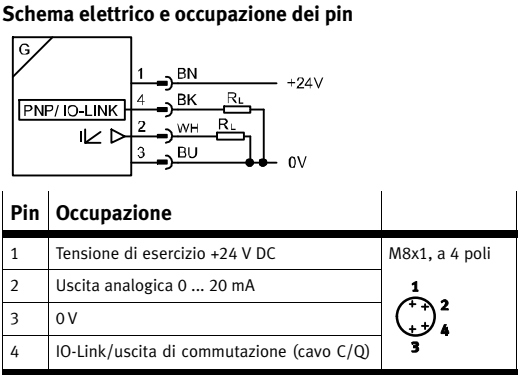 Schema elettrico e occupazione dei pin
G
1 BN +24V
PNP/ IO-LINK 4 BK RL
2 WH RL
3 BU 0V
Pin Occupazione
1 Tensione di esercizio +24 V DC M8x1, a 4 poli
2 Uscita analogica 0 ... 20 mA
3 0 V
4 IO-Link/uscita di commutazione (cavo C/Q)
1
2
4
3